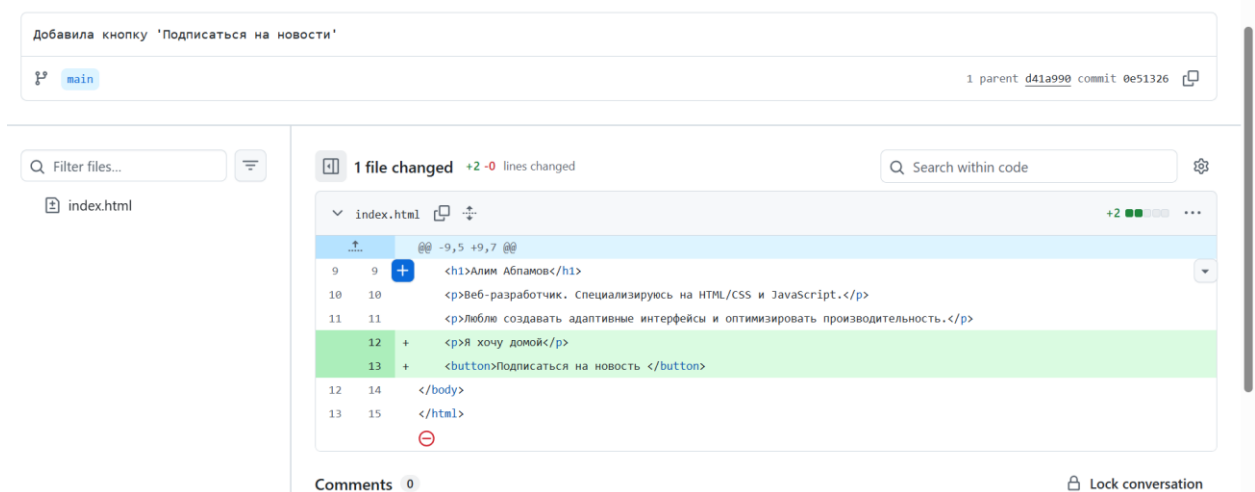 Добавила кнопку 'Подписаться на новости'
main
1 parent d41a990 commit 0e51326
Filter files...
index.html
1 file changed +2 -0 lines changed
Search within code
index.html
+2
@@ -9,5 +9,7 @@
9 9 <h1>Алим Абпамов</h1>
10 10 <p>Веб-разработчик. Специализируюсь на HTML/CSS и JavaScript.</p>
11 11 <p>Люблю создавать адаптивные интерфейсы и оптимизировать производительность.</p>
12 + <p>Я хочу домой</p>
13 + <button>Подписаться на новость </button>
12 14 </body>
13 15 </html>
Comments 0
Lock conversation